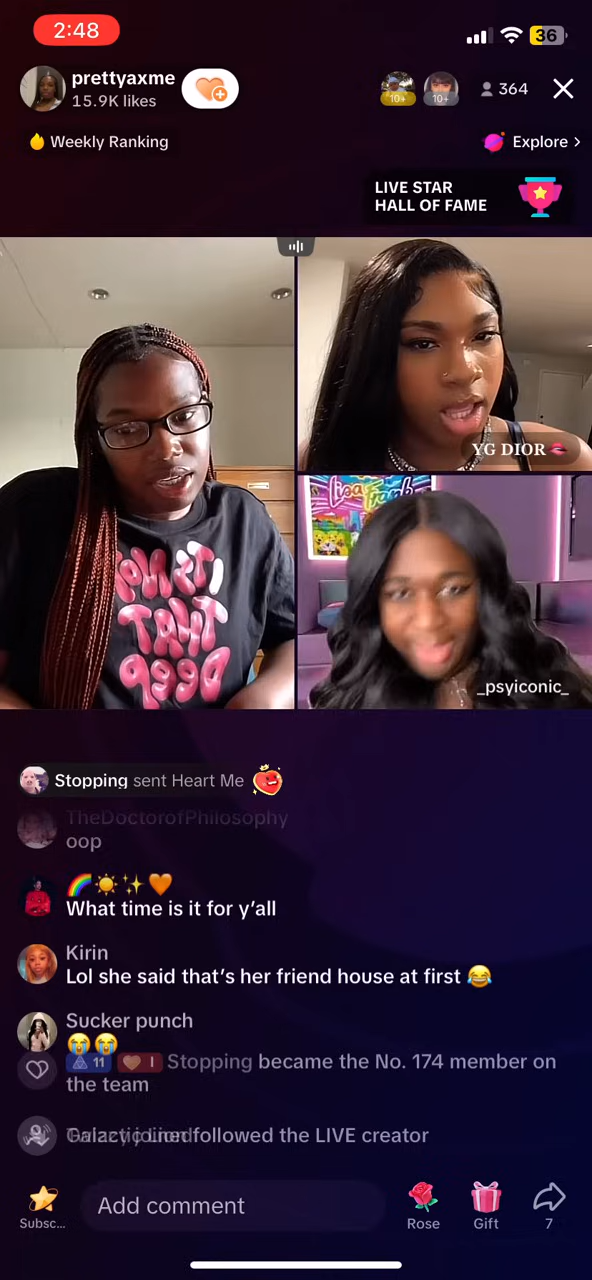 2:48
36
prettyaxme
15.9K likes
10+
10+
364
Weekly Ranking
Explore >
LIVE STAR
HALL OF FAME
Lisa Frank
YG DIOR💋
_psyiconic_
Stopping sent Heart Me
TheDoctorofPhilosophy
oop
🌈☀️✨🧡
What time is it for y'all
Kirin
Lol she said that's her friend house at first 😂
Sucker punch
😭😭
11 I Stopping became the No. 174 member on
the team
followed the LIVE creator
Subsc...
Add comment
Rose
Gift
7